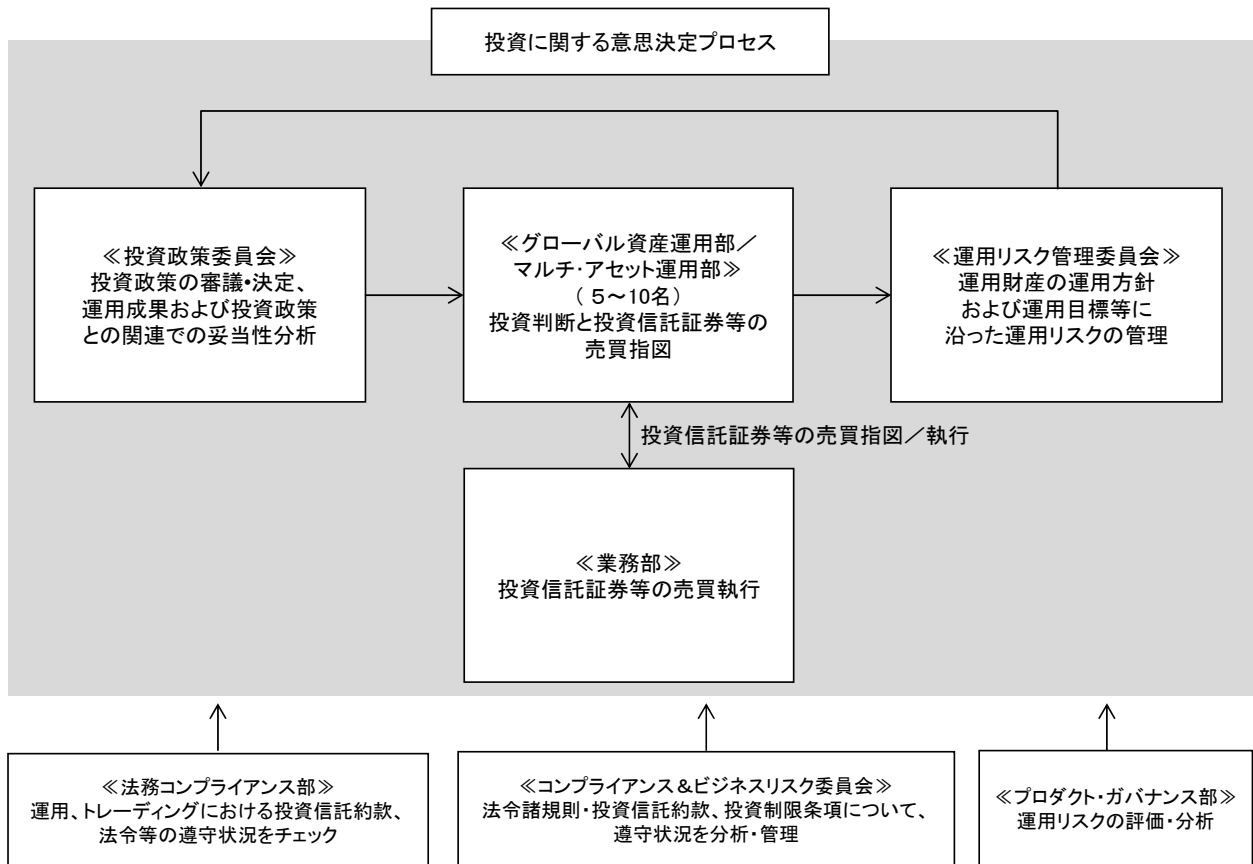 投資に関する意思決定プロセス
≪投資政策委員会≫
投資政策の審議・決定、
運用成果および投資政策
との関連での妥当性分析
≪グローバル資産運用部／
マルチ・アセット運用部≫
（ 5～10名）
投資判断と投資信託証券等の
売買指図
≪運用リスク管理委員会≫
運用財産の運用方針
および運用目標等に
沿った運用リスクの管理
投資信託証券等の売買指図／執行
≪業務部≫
投資信託証券等の売買執行
≪法務コンプライアンス部≫
運用、トレーディングにおける投資信託約款、
法令等の遵守状況をチェック
≪コンプライアンス＆ビジネスリスク委員会≫
法令諸規則・投資信託約款、投資制限条項について、
遵守状況を分析・管理
≪プロダクト・ガバナンス部≫
運用リスクの評価・分析